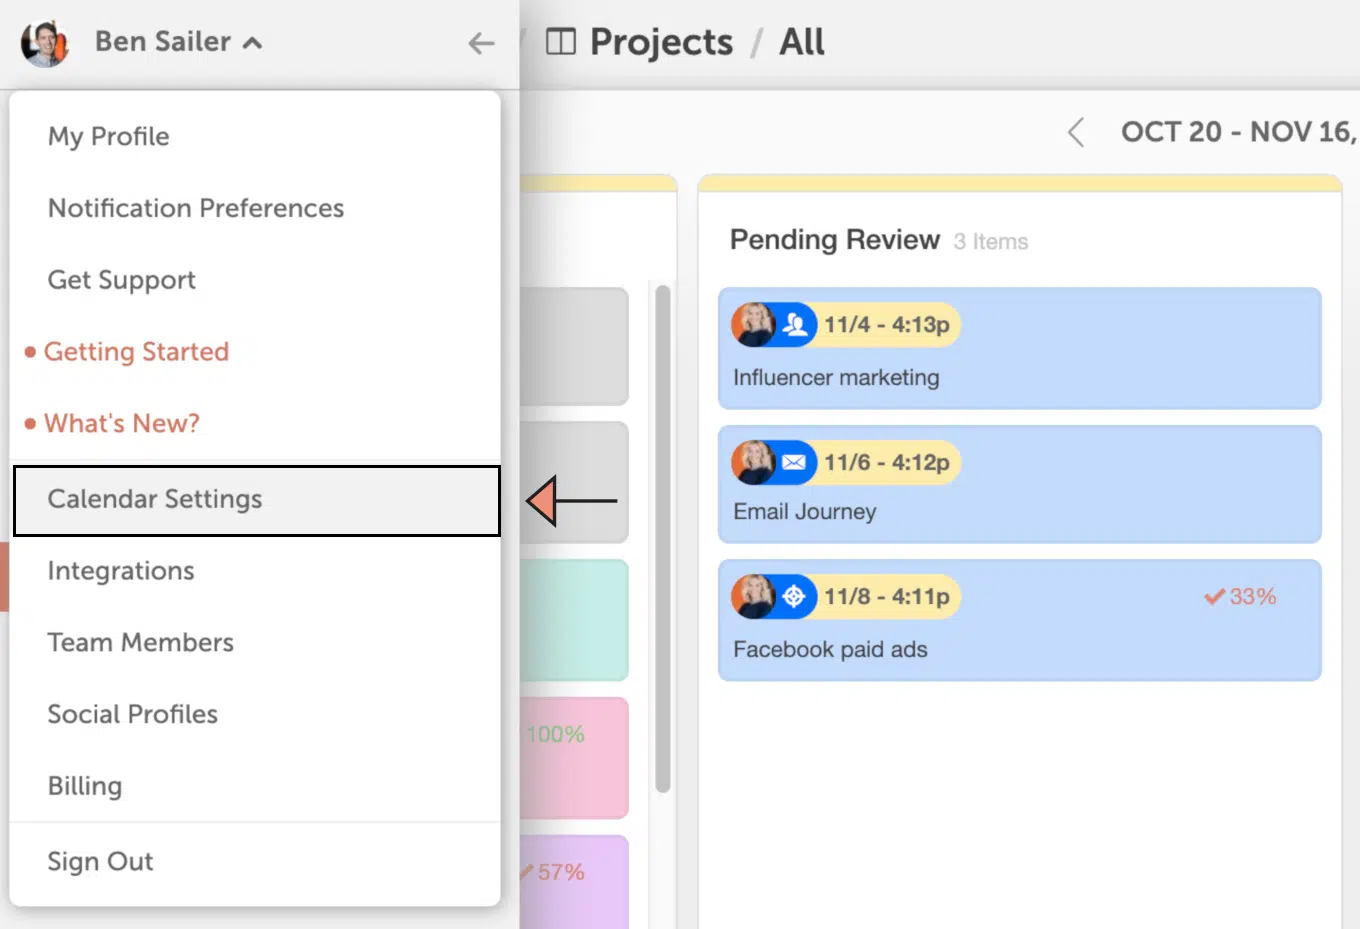 Ben Sailer
My Profile
Notification Preferences
Get Support
Getting Started
What's New?
Calendar Settings
Integrations
Team Members
Social Profiles
Billing
Sign Out
/ Projects / All
OCT 20 - NOV 16,
100%
57%
Pending Review 3 Items
11/4 - 4:13p
Influencer marketing
11/6 - 4:12p
Email Journey
11/8 - 4:11p 33%
Facebook paid ads